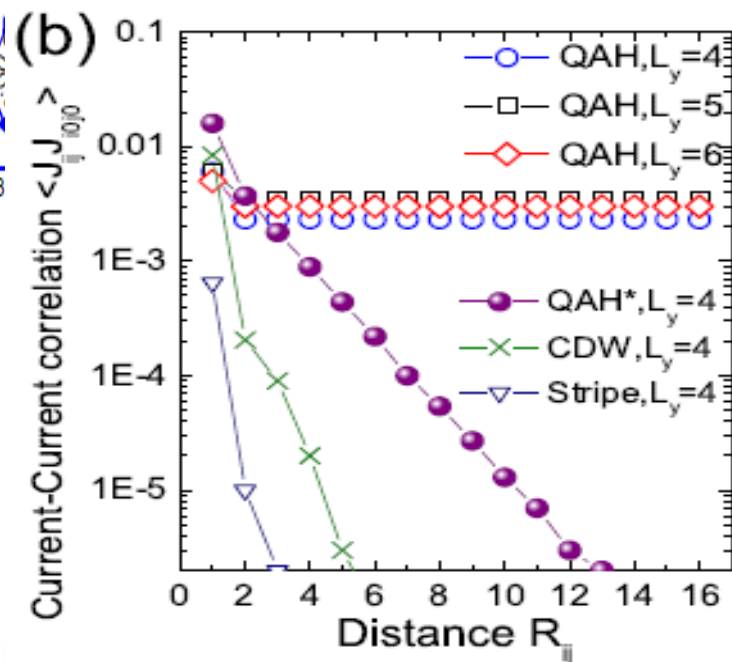 (b)
0.1
0.01
1E-3
1E-4
1E-5
Current-Current correlation <J_ijJ_i0j0>
QAH,L_y=4
QAH,L_y=5
QAH,L_y=6
QAH*,L_y=4
CDW,L_y=4
Stripe,L_y=4
0 2 4 6 8 10 12 14 16
Distance R_ij